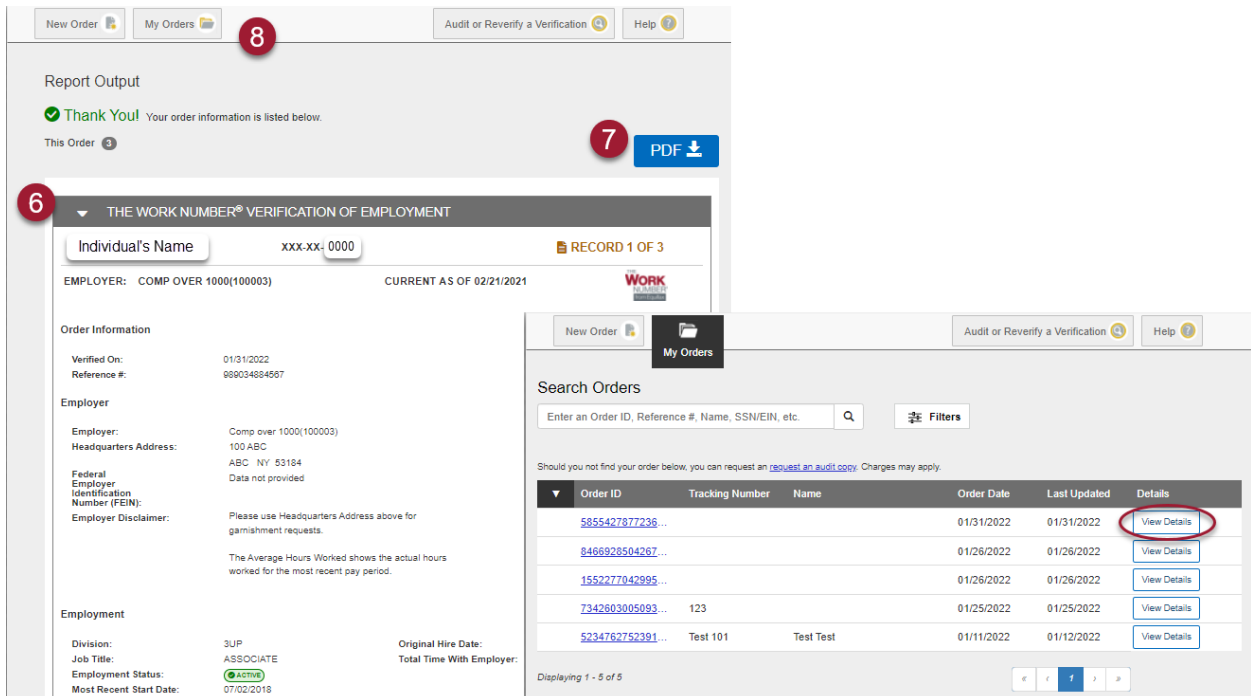 New Order
My Orders
8
Audit or Reverify a Verification
Help
Report Output
Thank You! Your order information is listed below.
This Order 3
7
PDF
6
THE WORK NUMBER® VERIFICATION OF EMPLOYMENT
Individual's Name XXX-XX- 0000 RECORD 1 OF 3
EMPLOYER: COMP OVER 1000(100003) CURRENT AS OF 02/21/2021
THE
WORK
NUMBER®
from Equifax
Order Information
Verified On: 01/31/2022
Reference #: 989034884567
Employer
Employer: Comp over 1000(100003)
Headquarters Address: 100 ABC
ABC NY 53184
Federal
Employer
Identification
Number (FEIN): Data not provided
Employer Disclaimer: Please use Headquarters Address above for
garnishment requests.
The Average Hours Worked shows the actual hours
worked for the most recent pay period.
Employment
Division: 3UP Original Hire Date:
Job Title: ASSOCIATE Total Time With Employer:
Employment Status: ACTIVE
Most Recent Start Date: 07/02/2018
New Order
My Orders
Audit or Reverify a Verification
Help
Search Orders
Enter an Order ID, Reference #, Name, SSN/EIN, etc.
Filters
Should you not find your order below, you can request an request an audit copy. Charges may apply.
Order ID Tracking Number Name Order Date Last Updated Details
5855427877236... 01/31/2022 01/31/2022 View Details
8466928504267... 01/26/2022 01/26/2022 View Details
1552277042995... 01/26/2022 01/26/2022 View Details
7342603005093... 123 01/25/2022 01/25/2022 View Details
5234762752391... Test 101 Test Test 01/11/2022 01/12/2022 View Details
Displaying 1 - 5 of 5
« ‹ 1 › »